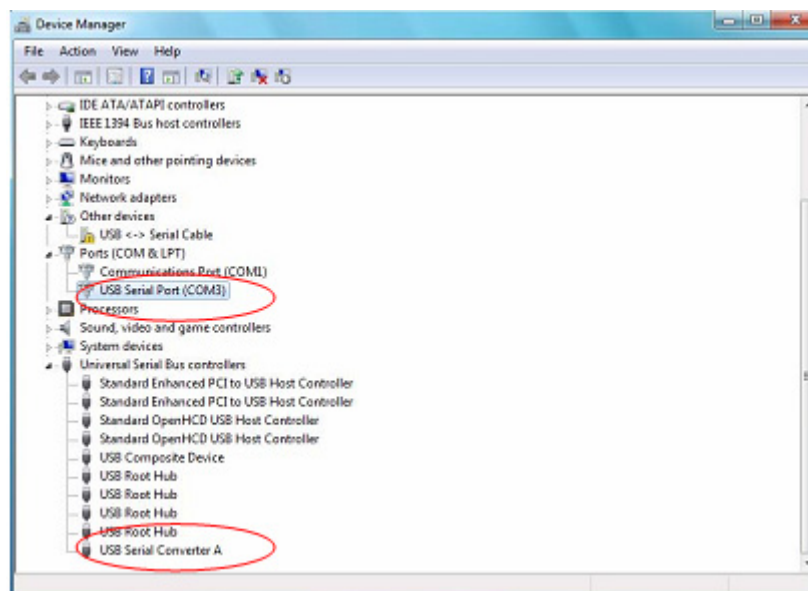 Device Manager
File Action View Help
IDE ATA/ATAPI controllers
IEEE 1394 Bus host controllers
Keyboards
Mice and other pointing devices
Monitors
Network adapters
Other devices
USB <-> Serial Cable
Ports (COM & LPT)
Communications Port (COM1)
USB Serial Port (COM3)
Processors
Sound, video and game controllers
System devices
Universal Serial Bus controllers
Standard Enhanced PCI to USB Host Controller
Standard Enhanced PCI to USB Host Controller
Standard OpenHCD USB Host Controller
Standard OpenHCD USB Host Controller
USB Composite Device
USB Root Hub
USB Root Hub
USB Root Hub
USB Root Hub
USB Serial Converter A